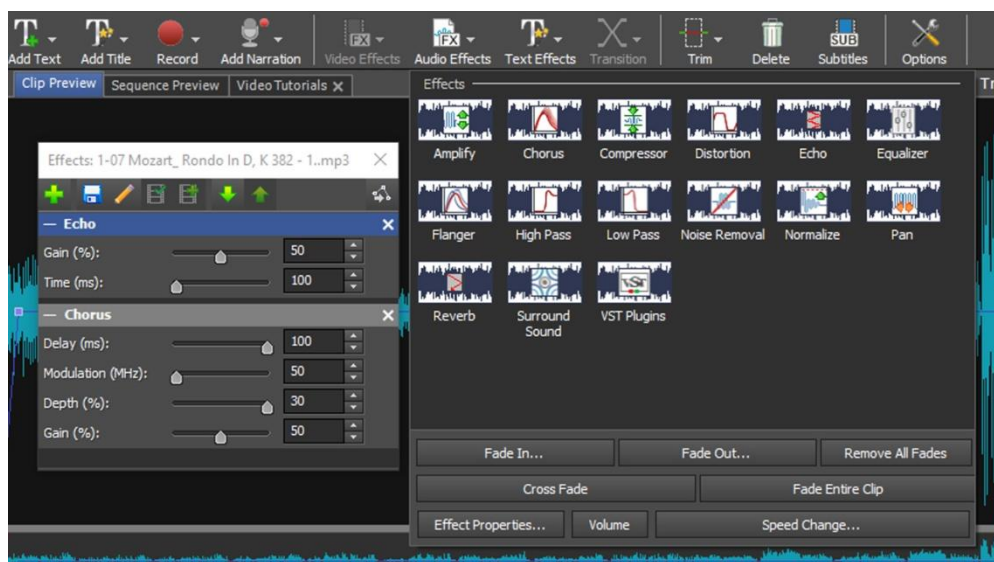 Add Text Add Title Record Add Narration Video Effects Audio Effects Text Effects Transition Trim Delete Subtitles Options
FX FX SUB
Clip Preview Sequence Preview Video Tutorials
Effects: 1-07 Mozart_ Rondo In D, K 382 - 1..mp3
Echo
Gain (%): 50
Time (ms): 100
Chorus
Delay (ms): 100
Modulation (MHz): 50
Depth (%): 30
Gain (%): 50
Effects
Amplify Chorus Compressor Distortion Echo Equalizer
Flanger High Pass Low Pass Noise Removal Normalize Pan
VST
Reverb Surround Sound VST Plugins
Fade In... Fade Out... Remove All Fades
Cross Fade Fade Entire Clip
Effect Properties... Volume Speed Change...